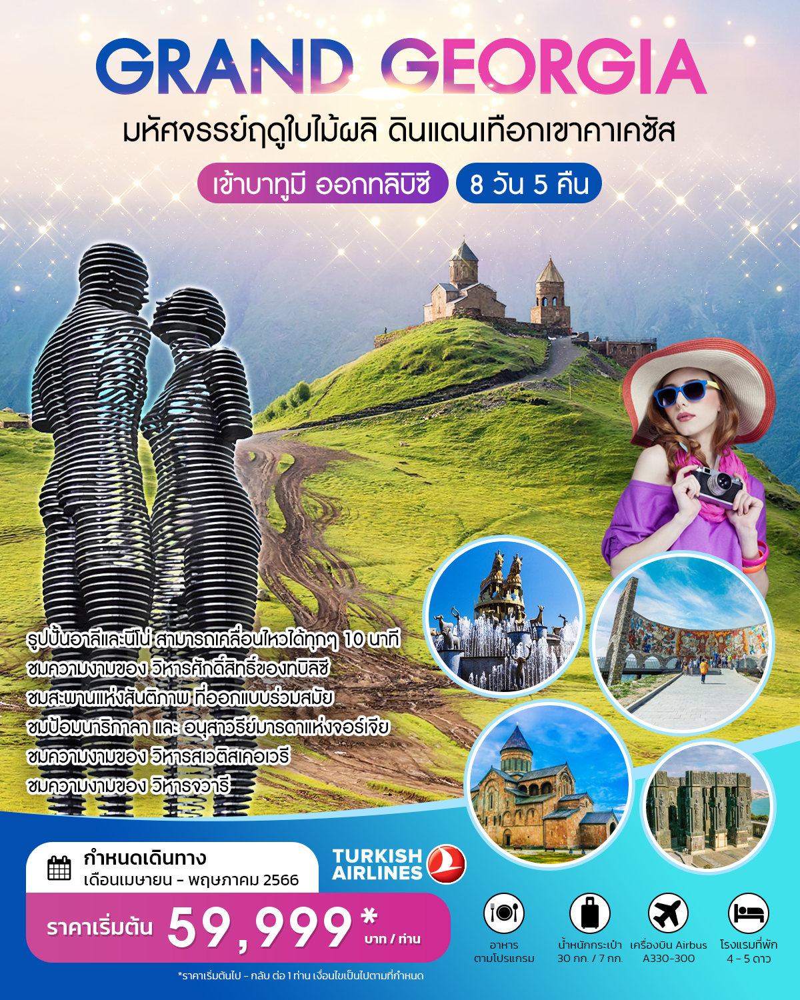 GRAND GEORGIA
มหัศจรรย์ฤดูใบไม้ผลิ ดินแดนเทือกเขาคาเคซัส
เข้าบาทูมี ออกทลิบิซี
8 วัน 5 คืน
รูปปั้นอาลีและนีโน่ สามารถเคลื่อนไหวได้ทุกๆ 10 นาที
ชมความงามของ วิหารศักดิ์สิทธิ์ของทบิลิซี
ชมสะพานแห่งสันติภาพ ที่ออกแบบร่วมสมัย
ชมป้อมนาริกาลา และ อนุสาวรีย์มารดาแห่งจอร์เจีย
ชมความงามของ วิหารสเวติสเคอเวรี
ชมความงามของ วิหารจวารี
กำหนดเดินทาง
เดือนเมษายน - พฤษภาคม 2566
TURKISH
AIRLINES
ราคาเริ่มต้น 59,999*
บาท / ท่าน
*ราคาเริ่มต้นไป - กลับ ต่อ 1 ท่าน เงื่อนไขเป็นไปตามที่กำหนด
อาหาร
ตามโปรแกรม
น้ำหนักกระเป๋า
30 กก. / 7 กก.
เครื่องบิน Airbus
A330-300
โรงแรมที่พัก
4 - 5 ดาว